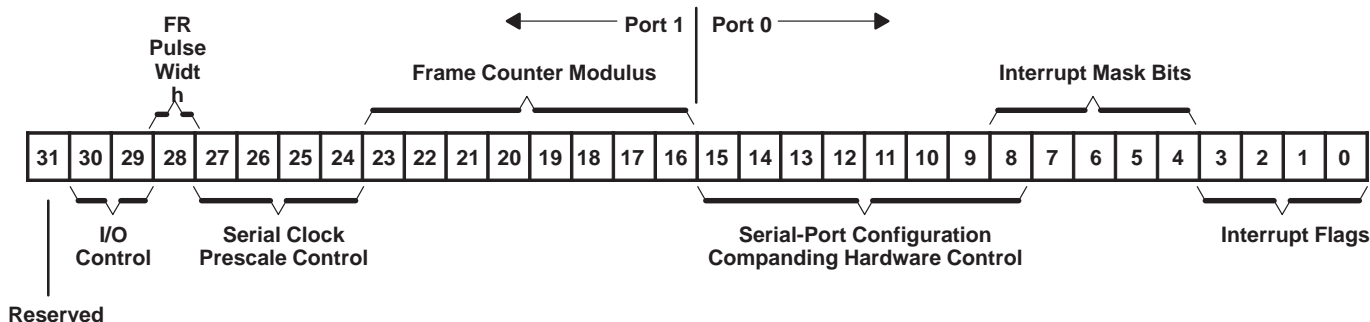 FR
Pulse
Widt
h
Port 1
Port 0
Frame Counter Modulus
Interrupt Mask Bits
31 30 29 28 27 26 25 24 23 22 21 20 19 18 17 16 15 14 13 12 11 10 9 8 7 6 5 4 3 2 1 0
I/O
Control
Serial Clock
Prescale Control
Serial-Port Configuration
Companding Hardware Control
Interrupt Flags
Reserved